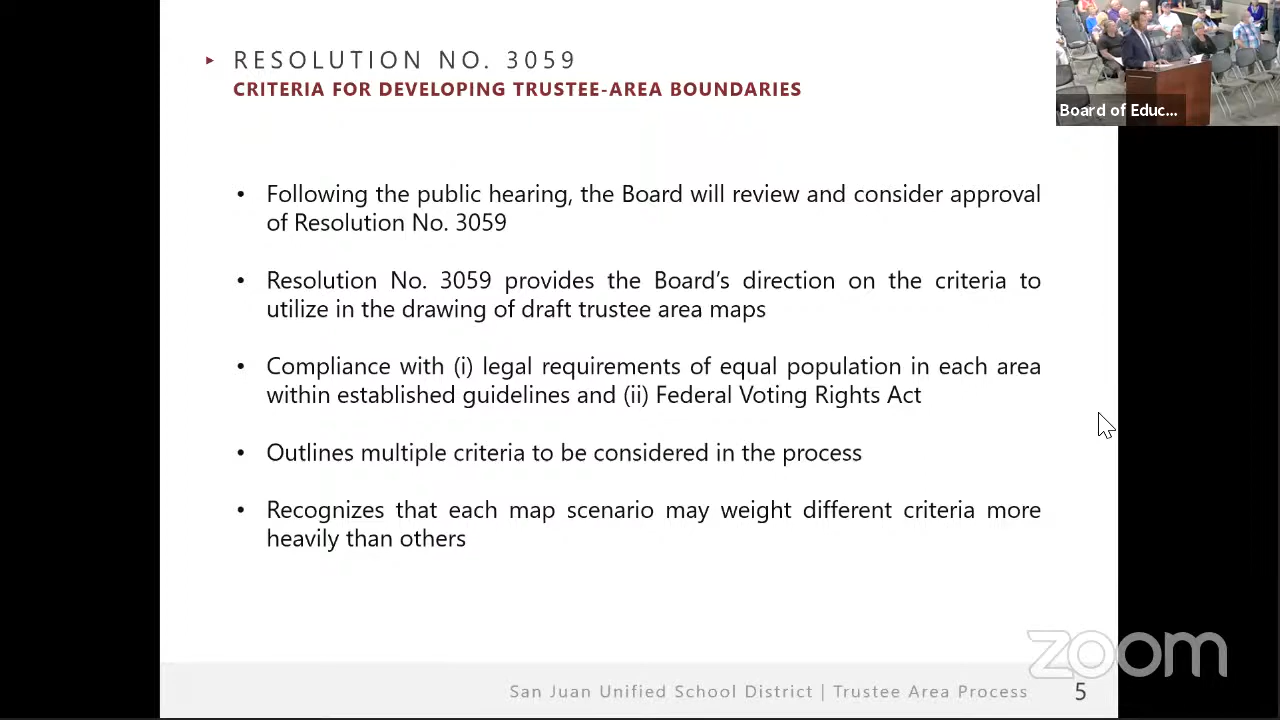 RESOLUTION NO. 3059
CRITERIA FOR DEVELOPING TRUSTEE-AREA BOUNDARIES
Board of Educ...
• Following the public hearing, the Board will review and consider approval
of Resolution No. 3059
• Resolution No. 3059 provides the Board's direction on the criteria to
utilize in the drawing of draft trustee area maps
• Compliance with (i) legal requirements of equal population in each area
within established guidelines and (ii) Federal Voting Rights Act
• Outlines multiple criteria to be considered in the process
• Recognizes that each map scenario may weight different criteria more
heavily than others
zoom
San Juan Unified School District | Trustee Area Process 5